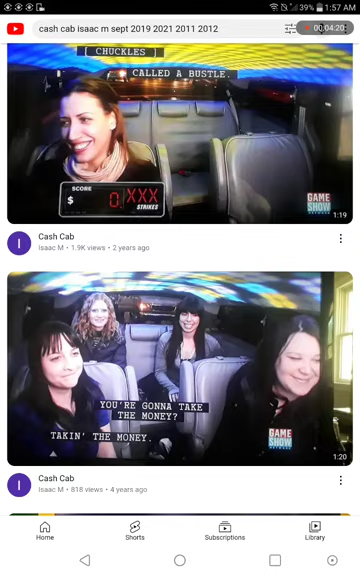 39% 1:57 AM
cash cab isaac m sept 2019 2021 2011 2012
00:04:20
[ CHUCKLES ]
CALLED A BUSTLE.
SCORE
$ 0 XXX
STRIKES
GAME
SHOW
NETWORK
1:19
I
Cash Cab
Isaac M • 1.9K views • 2 years ago
YOU'RE GONNA TAKE
THE MONEY?
TAKIN' THE MONEY.
GAME
SHOW
NETWORK
1:20
I
Cash Cab
Isaac M • 818 views • 4 years ago
Home
Shorts
Subscriptions
Library